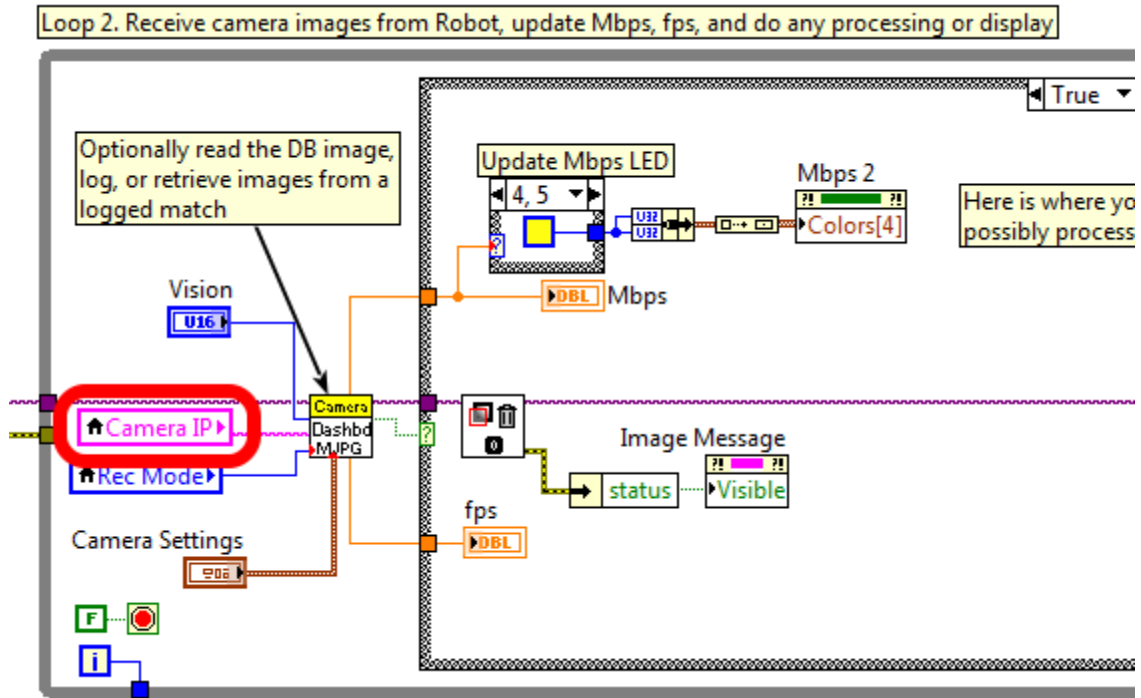 Loop 2. Receive camera images from Robot, update Mbps, fps, and do any processing or display
True
Optionally read the DB image,
log, or retrieve images from a
logged match
Update Mbps LED
4, 5
U32
U32
Mbps 2
?! ?!
Colors[4]
Here is where yo
possibly process
?
DBL
Mbps
Vision
U16
Camera IP
Camera
Dashbd
MJPG
Rec Mode
?
0
Image Message
?! ?!
status
Visible
fps
DBL
Camera Settings
F
i